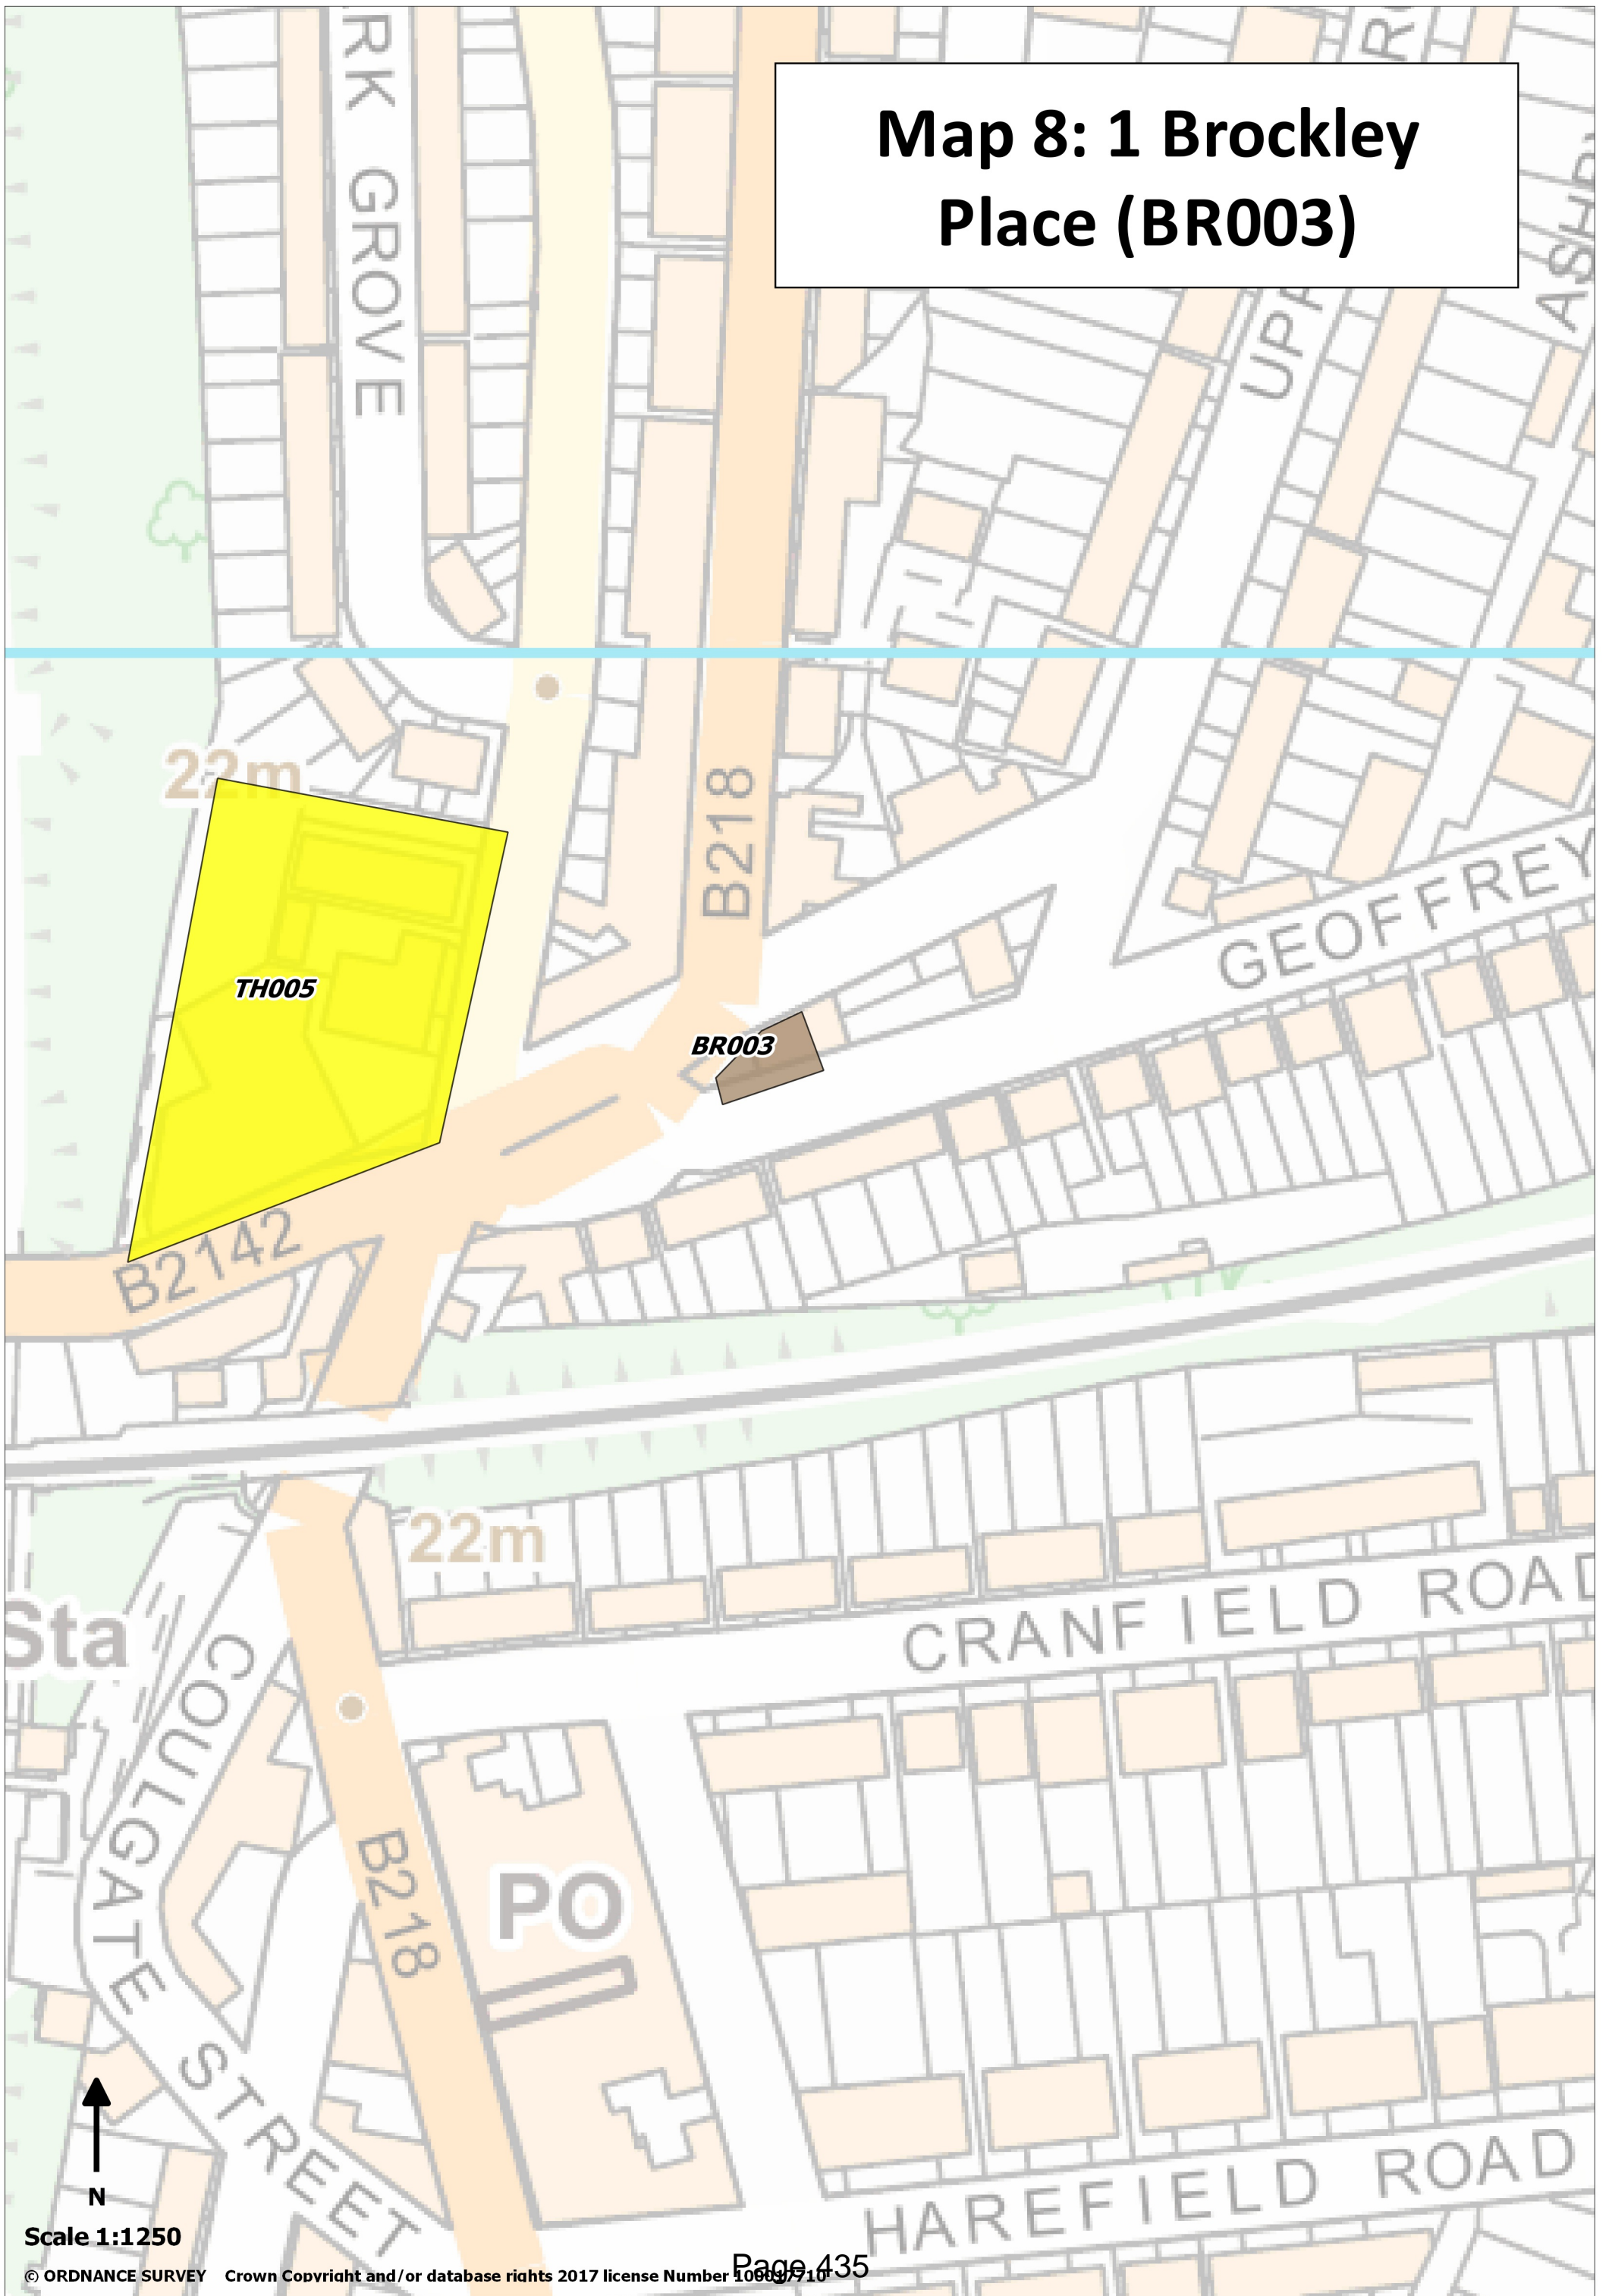 Map 8: 1 Brockley
Place (BR003)
RK GROVE
UPP
ASHBY
22m
TH005
B218
GEOFFREY
BR003
B2142
22m
CRANFIELD ROAD
Sta
COULGATE STREET
B218
PO
HAREFIELD ROAD
N
Scale 1:1250
© ORDNANCE SURVEY Crown Copyright and/or database rights 2017 license Number 100017710
Page 435